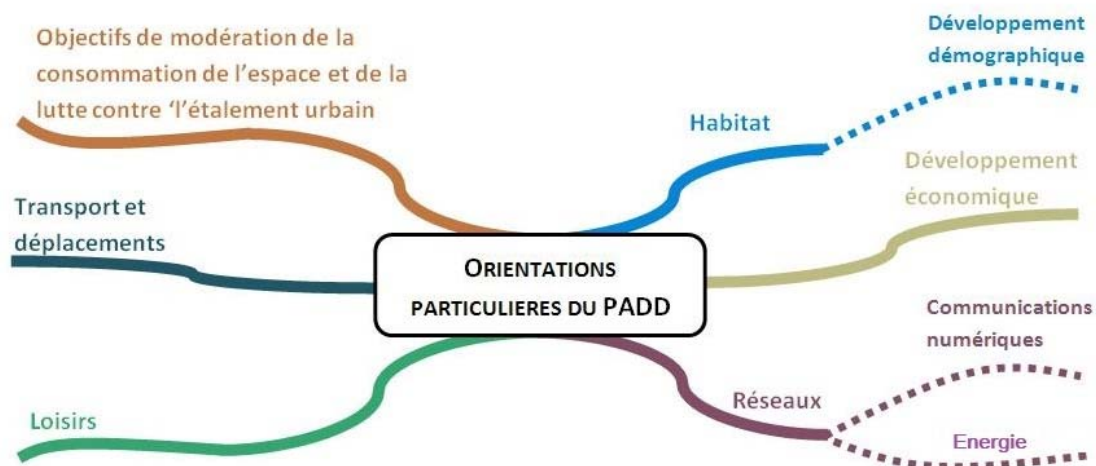 Objectifs de modération de la
consommation de l'espace et de la
lutte contre 'l'étalement urbain
Transport et
déplacements
Loisirs
ORIENTATIONS
PARTICULIERES DU PADD
Habitat
Développement
démographique
Développement
économique
Réseaux
Communications
numériques
Energie